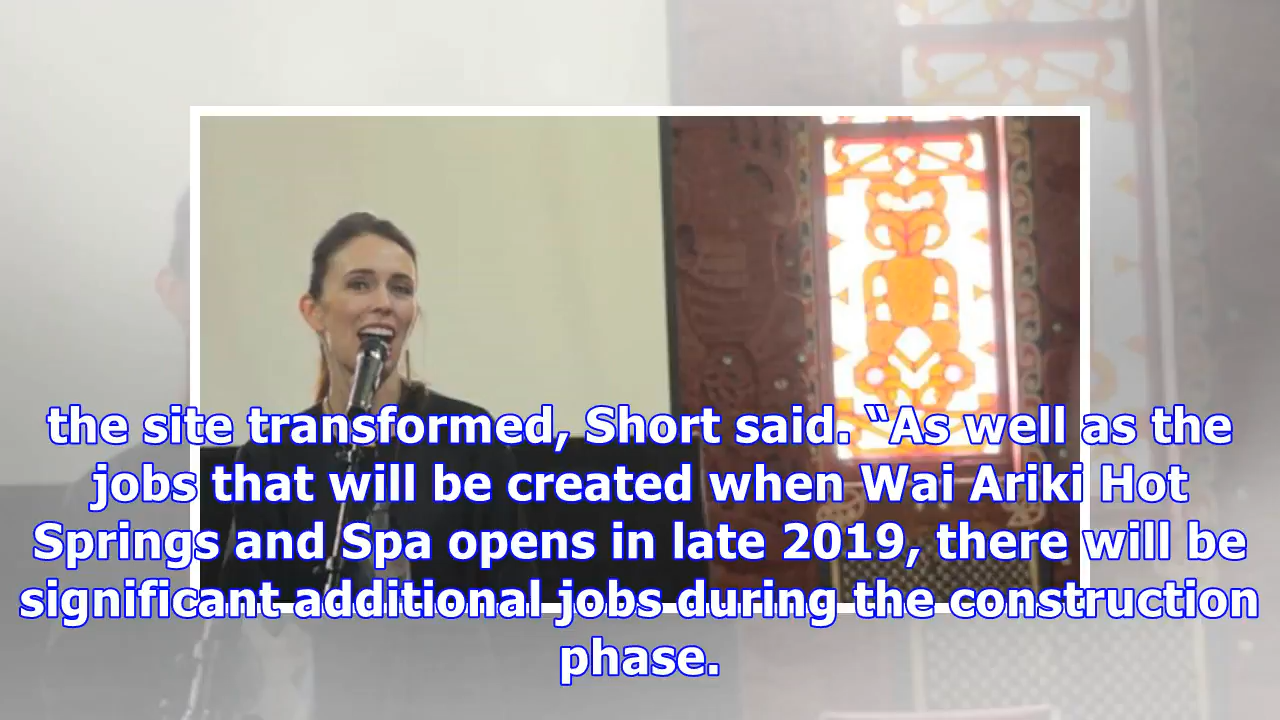 the site transformed, Short said. “As well as the
jobs that will be created when Wai Ariki Hot
Springs and Spa opens in late 2019, there will be
significant additional jobs during the construction
phase.